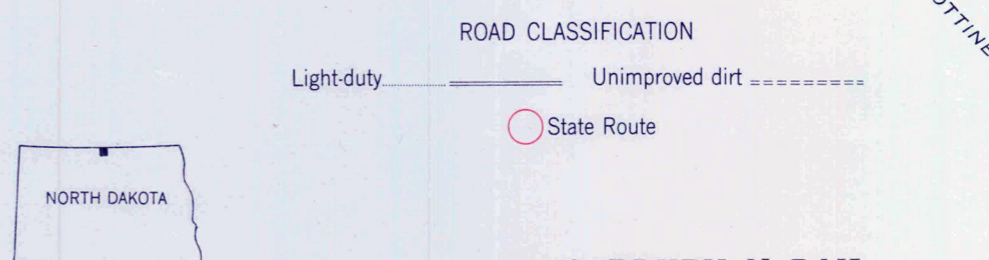 ROAD CLASSIFICATION
Light-duty Unimproved dirt
State Route
NORTH DAKOTA